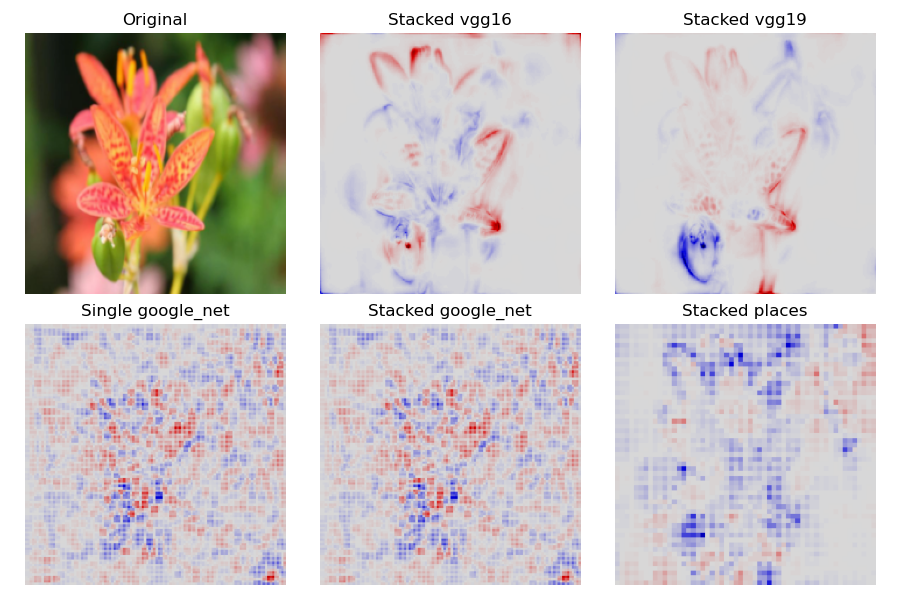 Original
Stacked vgg16
Stacked vgg19
Single google_net
Stacked google_net
Stacked places